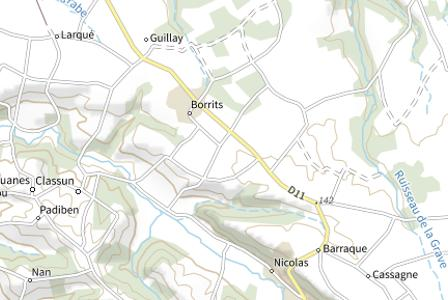 Larqué
Guillay
Borrits
D11
142
Ruisseau de la Grave
Classun
Padiben
Nan
Nicolas
Barraque
Cassagne